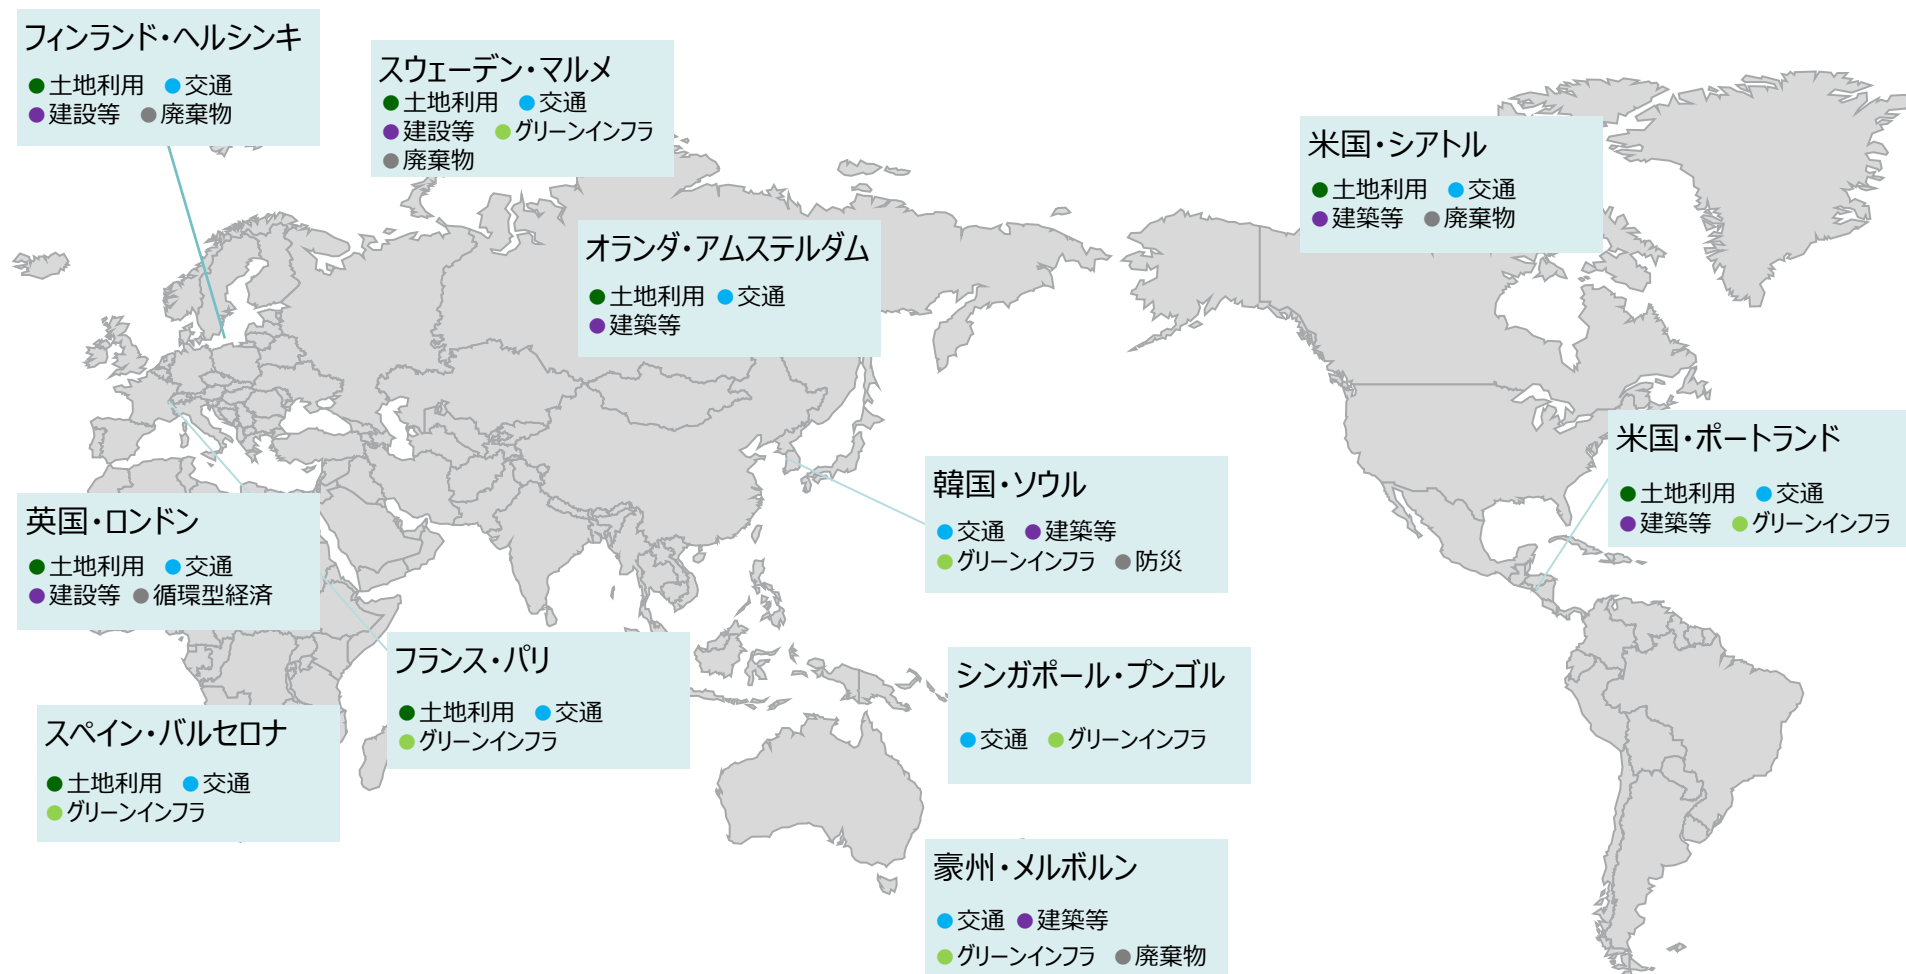 フィンランド・ヘルシンキ
●土地利用 ●交通
●建設等 ●廃棄物
スウェーデン・マルメ
●土地利用 ●交通
●建設等 ●グリーンインフラ
●廃棄物
米国・シアトル
●土地利用 ●交通
●建築等 ●廃棄物
オランダ・アムステルダム
●土地利用 ●交通
●建築等
米国・ポートランド
●土地利用 ●交通
●建築等 ●グリーンインフラ
韓国・ソウル
●交通 ●建築等
●グリーンインフラ ●防災
英国・ロンドン
●土地利用 ●交通
●建設等 ●循環型経済
フランス・パリ
●土地利用 ●交通
●グリーンインフラ
シンガポール・プンゴル
●交通 ●グリーンインフラ
スペイン・バルセロナ
●土地利用 ●交通
●グリーンインフラ
豪州・メルボルン
●交通 ●建築等
●グリーンインフラ ●廃棄物